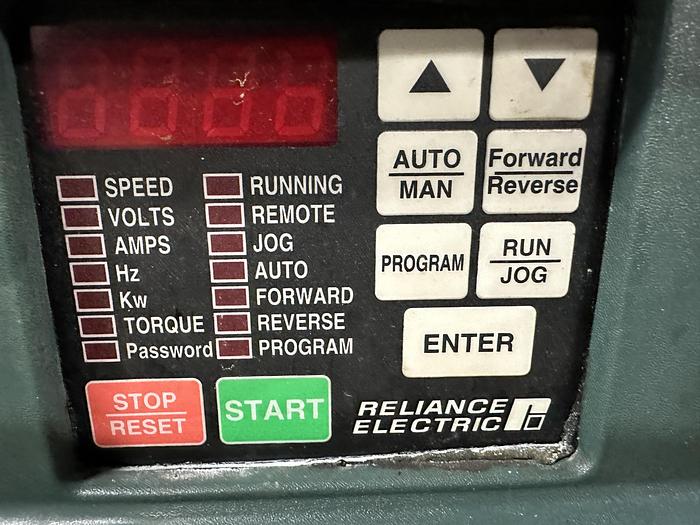 SPEED
VOLTS
AMPS
Hz
Kw
TORQUE
Password
RUNNING
REMOTE
JOG
AUTO
FORWARD
REVERSE
PROGRAM
AUTO
MAN
Forward
Reverse
PROGRAM
RUN
JOG
ENTER
STOP
RESET
START
RELIANCE
ELECTRIC